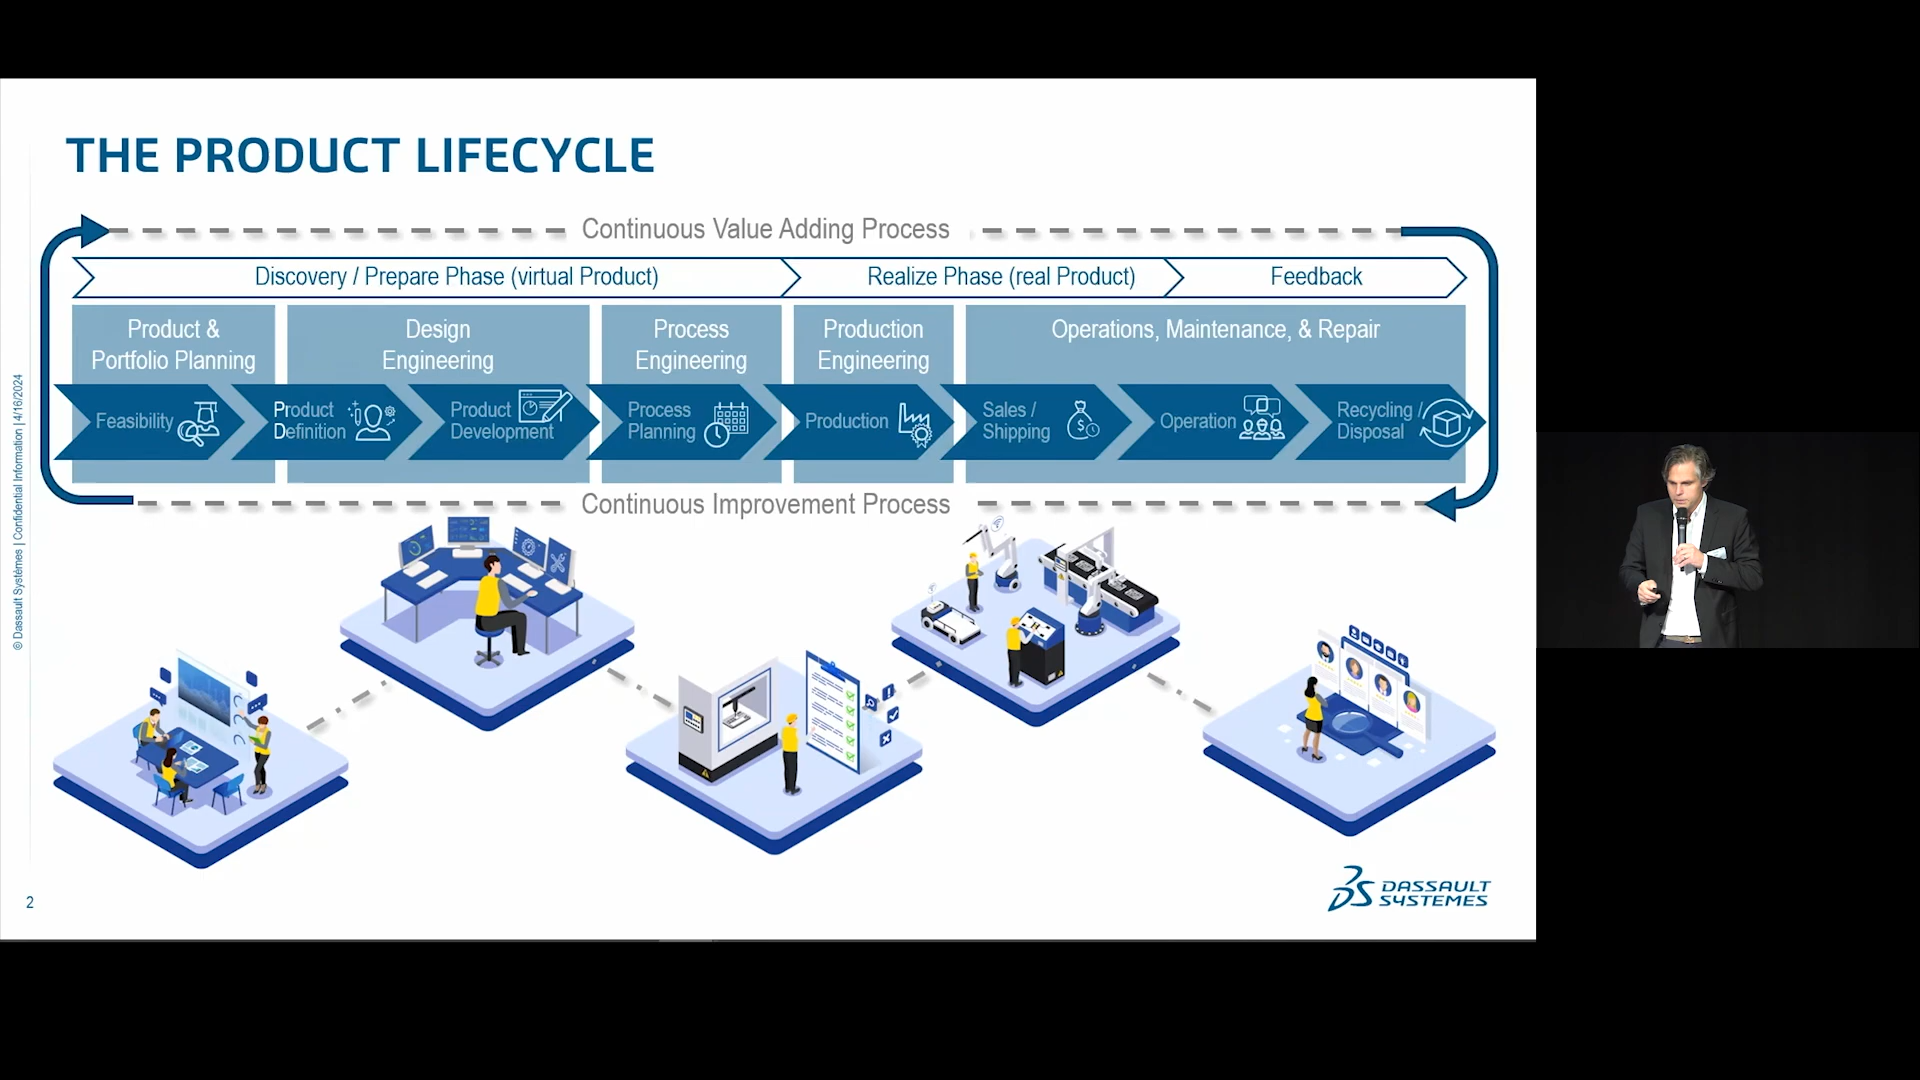 THE PRODUCT LIFECYCLE
Continuous Value Adding Process
Discovery / Prepare Phase (virtual Product)
Realize Phase (real Product)
Feedback
Product &
Portfolio Planning
Design
Engineering
Process
Engineering
Production
Engineering
Operations, Maintenance, & Repair
Feasibility
Product
Definition
Product
Development
Process
Planning
Production
Sales /
Shipping
Operation
Recycling /
Disposal
Continuous Improvement Process
© Dassault Systèmes | Confidential Information | 4/16/2024
2
DASSAULT
SYSTEMES